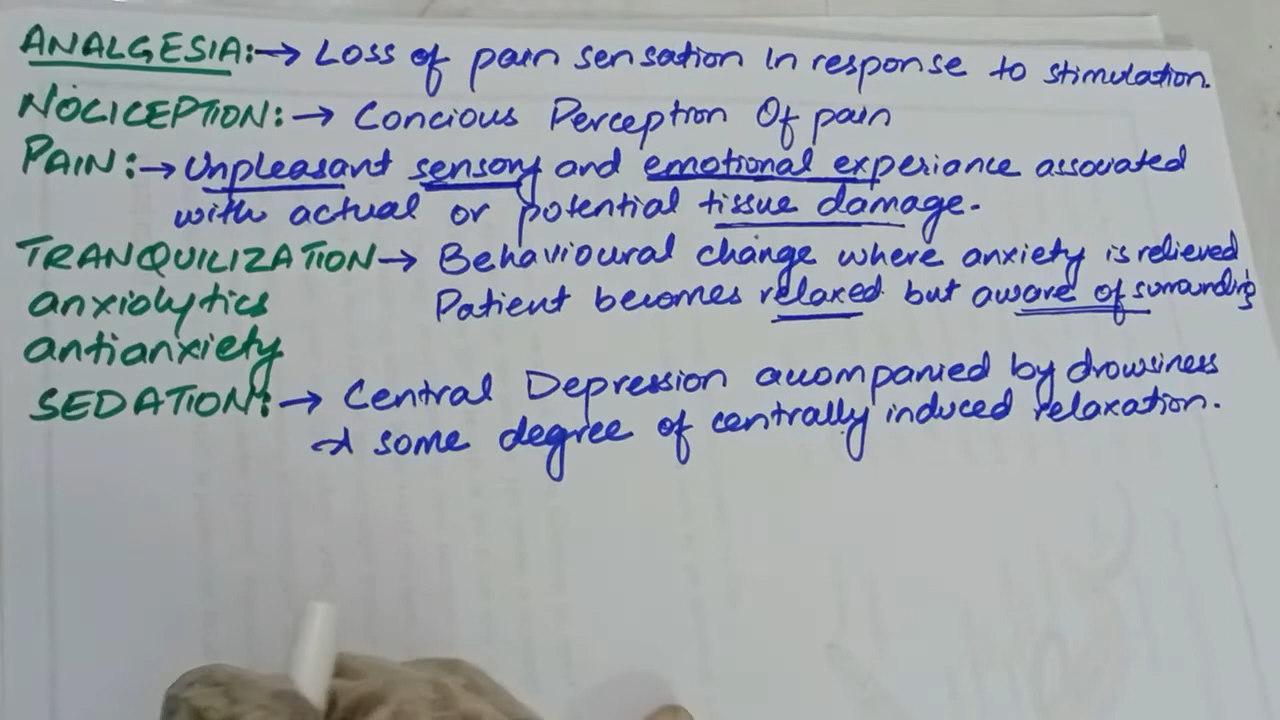 ANALGESIA:→ Loss of pain sensation in response to stimulation.
NOCICEPTION:→ Concious Perception Of pain
PAIN:→ Unpleasant sensory and emotional experiance associated
with actual or potential tissue damage.
TRANQUILIZATION→ Behavioural change where anxiety is relieved
anxiolytics Patient becomes relaxed but aware of surrounding
antianxiety
SEDATION:→ Central Depression accompanied by drowsiness
& some degree of centrally induced relaxation.